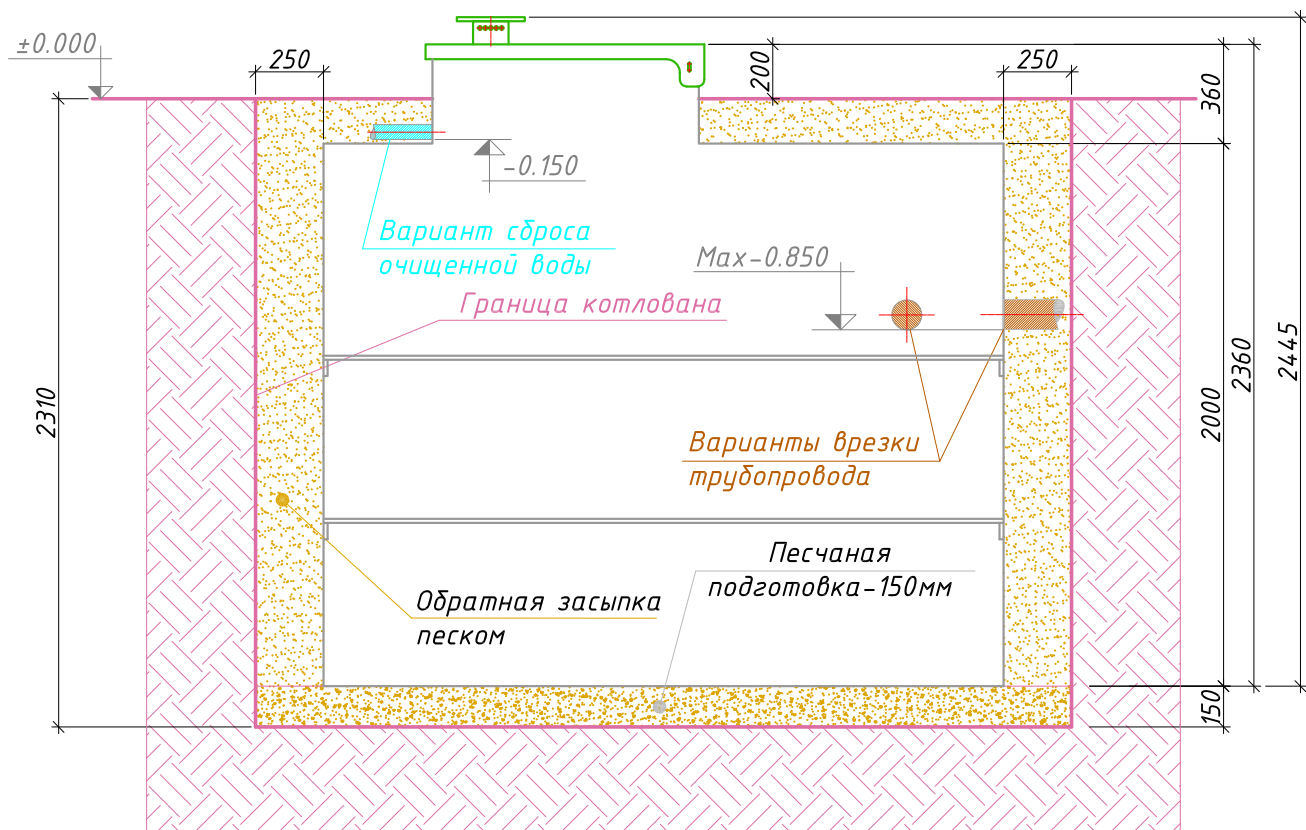 ±0.000
250
200
250
360
-0.150
Вариант сброса
очищенной воды
Max-0.850
Граница котлована
2310
2445
2360
2000
Варианты врезки
трубопровода
Песчаная
подготовка-150мм
Обратная засыпка
песком
150